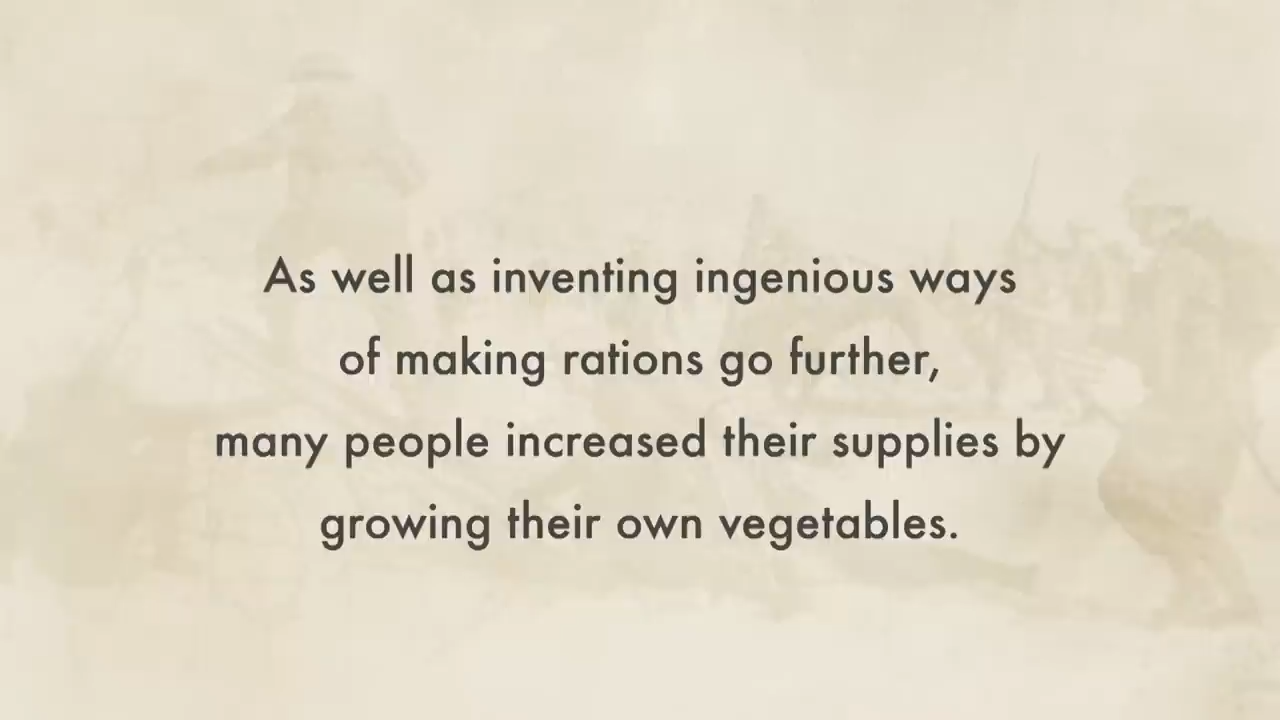 As well as inventing ingenious ways
of making rations go further,
many people increased their supplies by
growing their own vegetables.